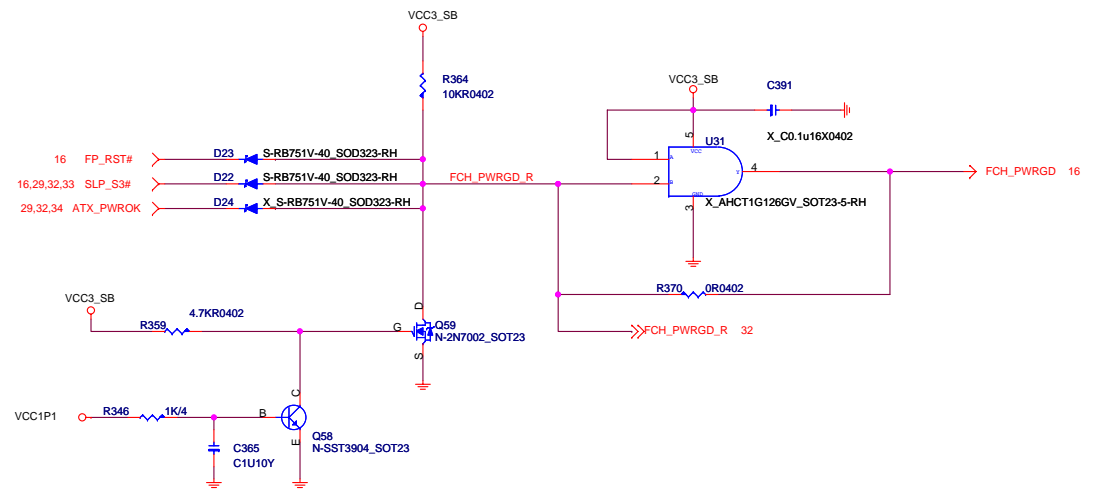 VCC3_SB
R364
10KR0402
VCC3_SB
C391
X_C0.1u16X0402
5
U31
VCC
1
A
2
B
Y
4
GND
3
X_AHCT1G126GV_SOT23-5-RH
FCH_PWRGD 16
16 FP_RST#
D23 S-RB751V-40_SOD323-RH
16,29,32,33 SLP_S3#
D22 S-RB751V-40_SOD323-RH
FCH_PWRGD_R
29,32,34 ATX_PWROK
D24 X_S-RB751V-40_SOD323-RH
R370 0R0402
FCH_PWRGD_R 32
VCC3_SB
R359
4.7KR0402
D
G
S
Q59
N-2N7002_SOT23
VCC1P1
R346 1K/4
C
B
E
Q58
N-SST3904_SOT23
C365
C1U10Y